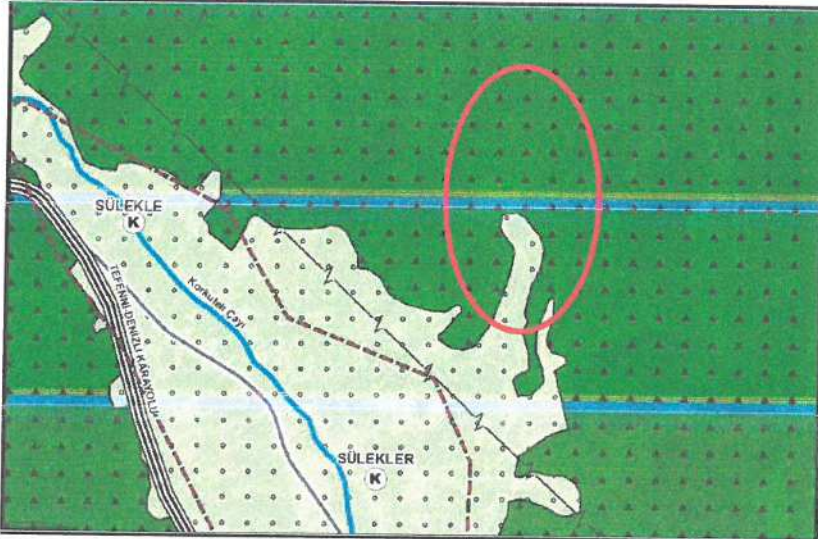 SÜLEKLE
K
Korkuteli Çayı
TEFENNİ DENİZLİ KARAYOLU
SÜLEKLER
K